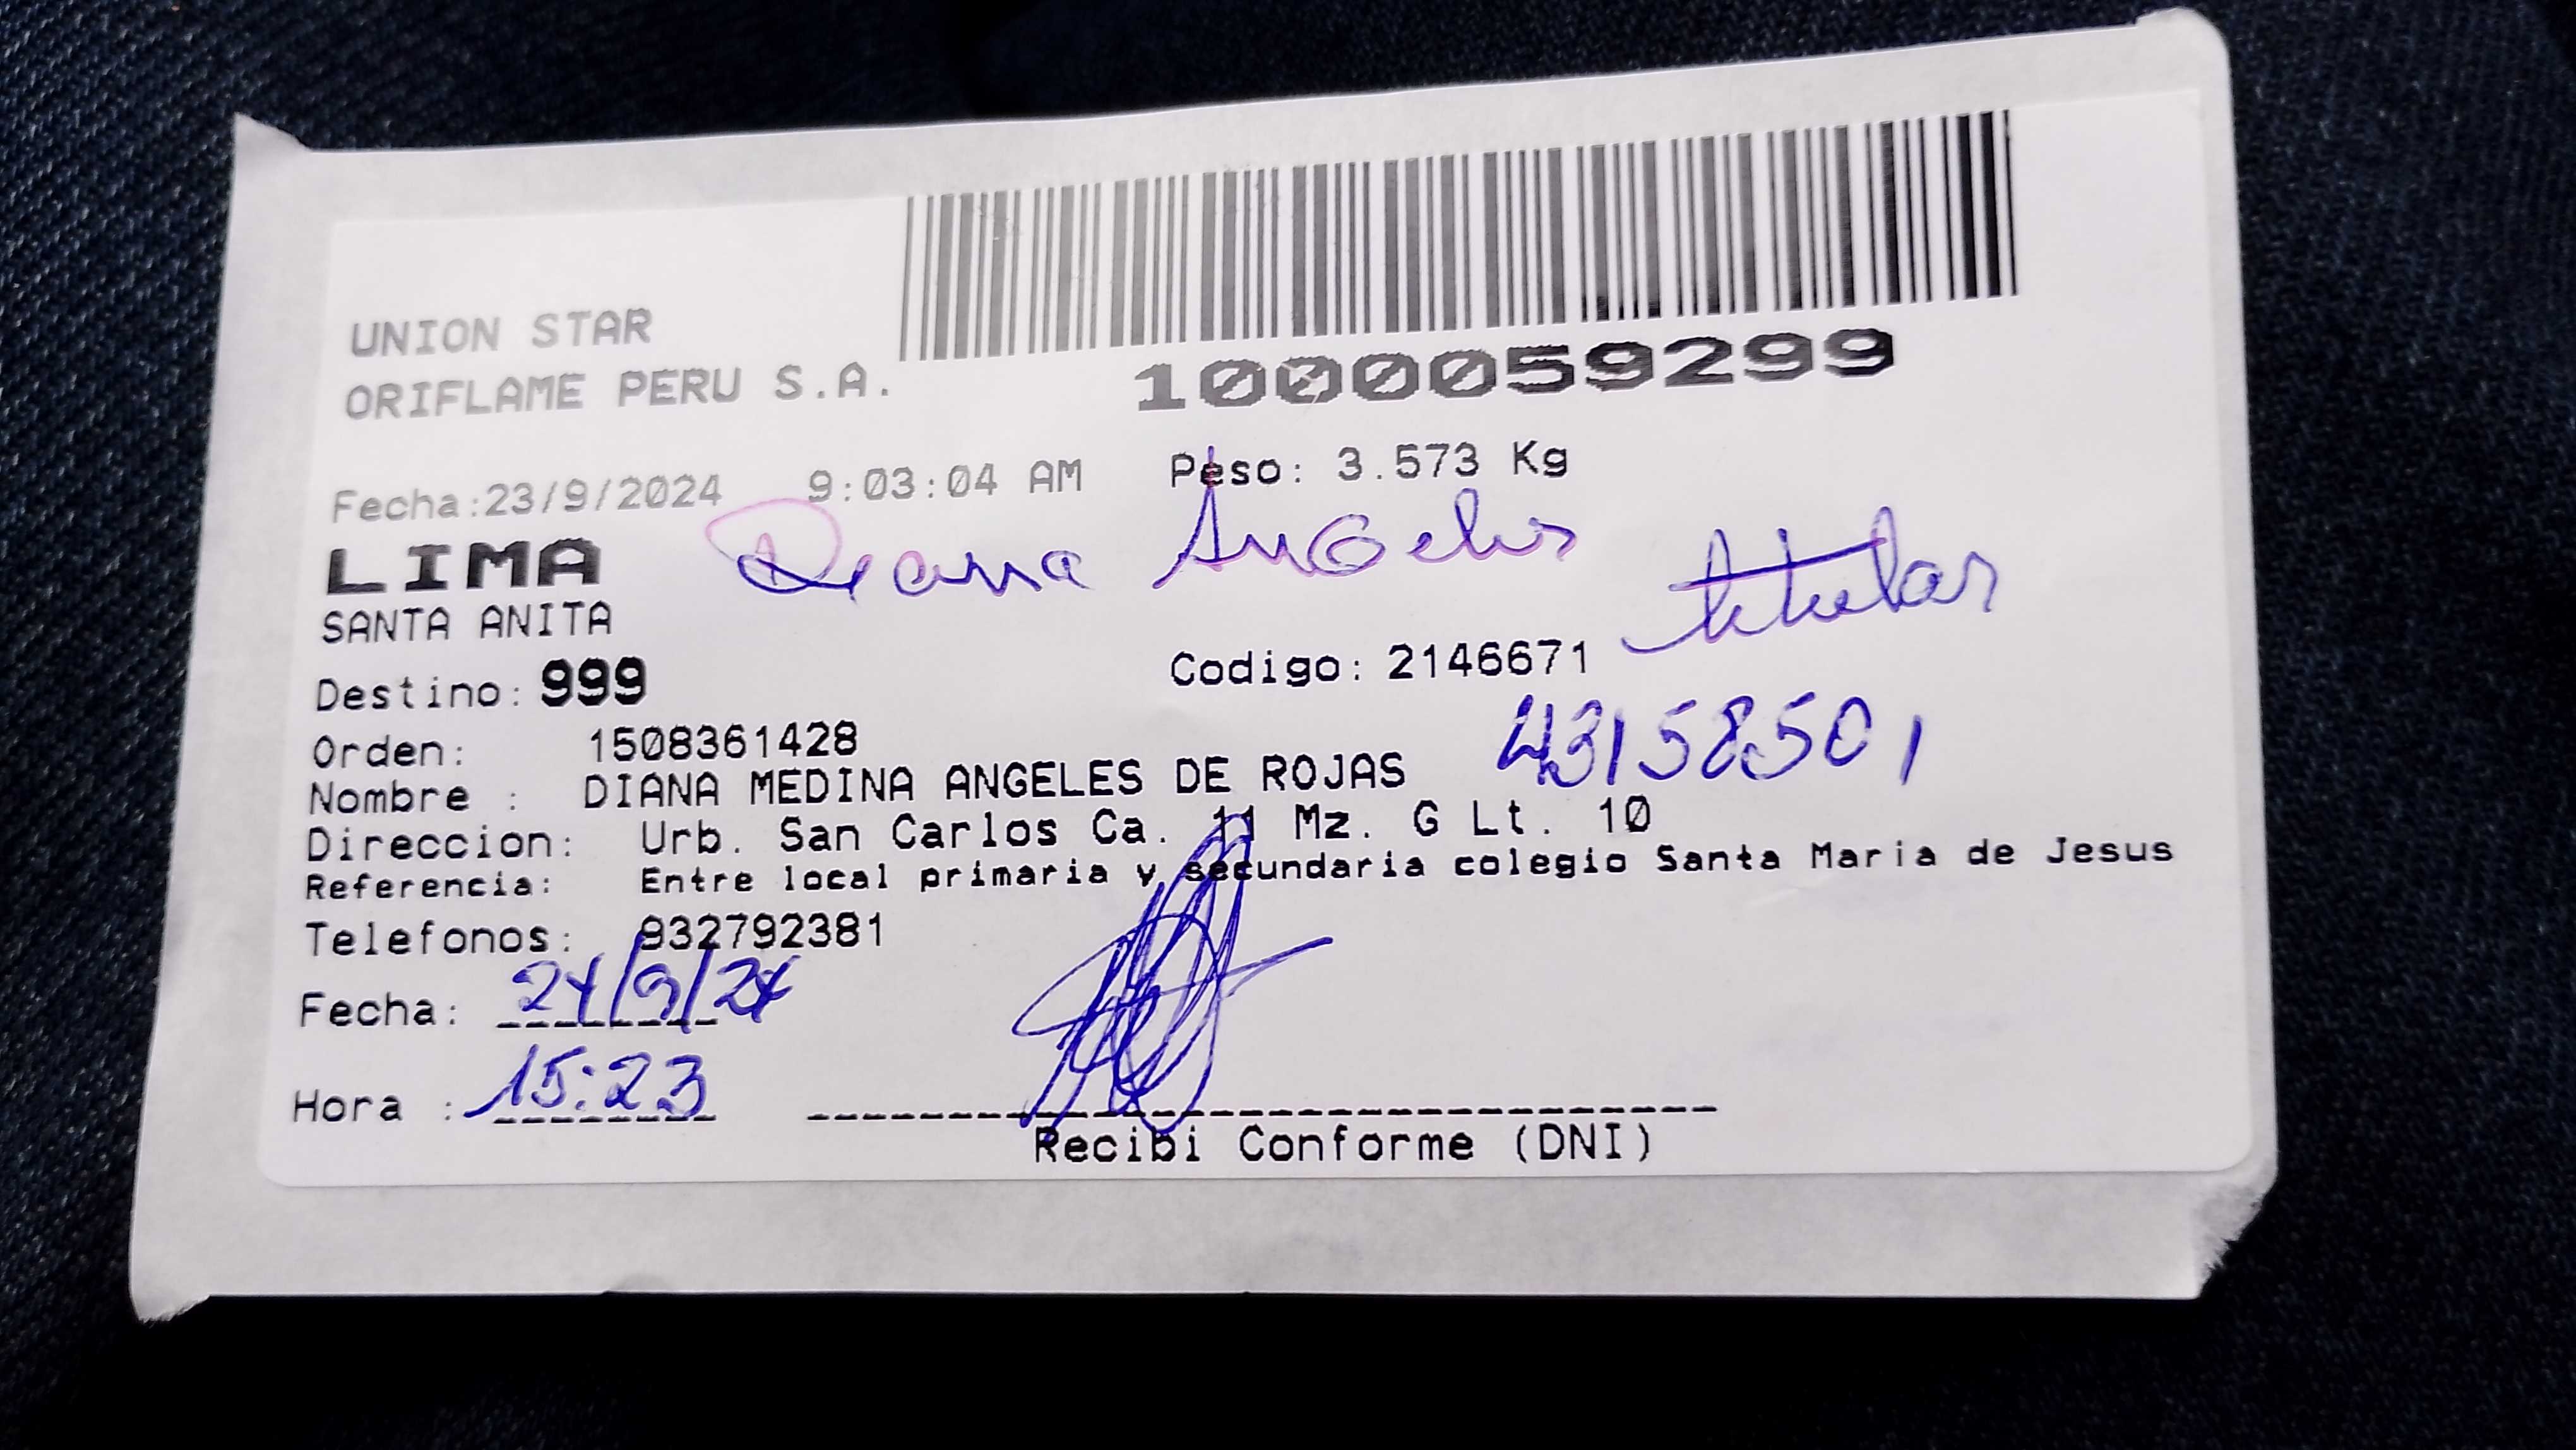 UNION STAR
ORIFLAME PERU S.A.
1000059299
Fecha:23/9/2024 9:03:04 AM Peso: 3.573 Kg
LIMA
Diana Angeles titular
SANTA ANITA
Destino: 999 Codigo: 2146671
43158501
Orden: 1508361428
Nombre : DIANA MEDINA ANGELES DE ROJAS
Direccion: Urb. San Carlos Ca. 11 Mz. G Lt. 10
Referencia: Entre local primaria y secundaria colegio Santa Maria de Jesus
Telefonos: 932792381
Fecha: 24/9/24
Hora : 15:23
Recibi Conforme (DNI)